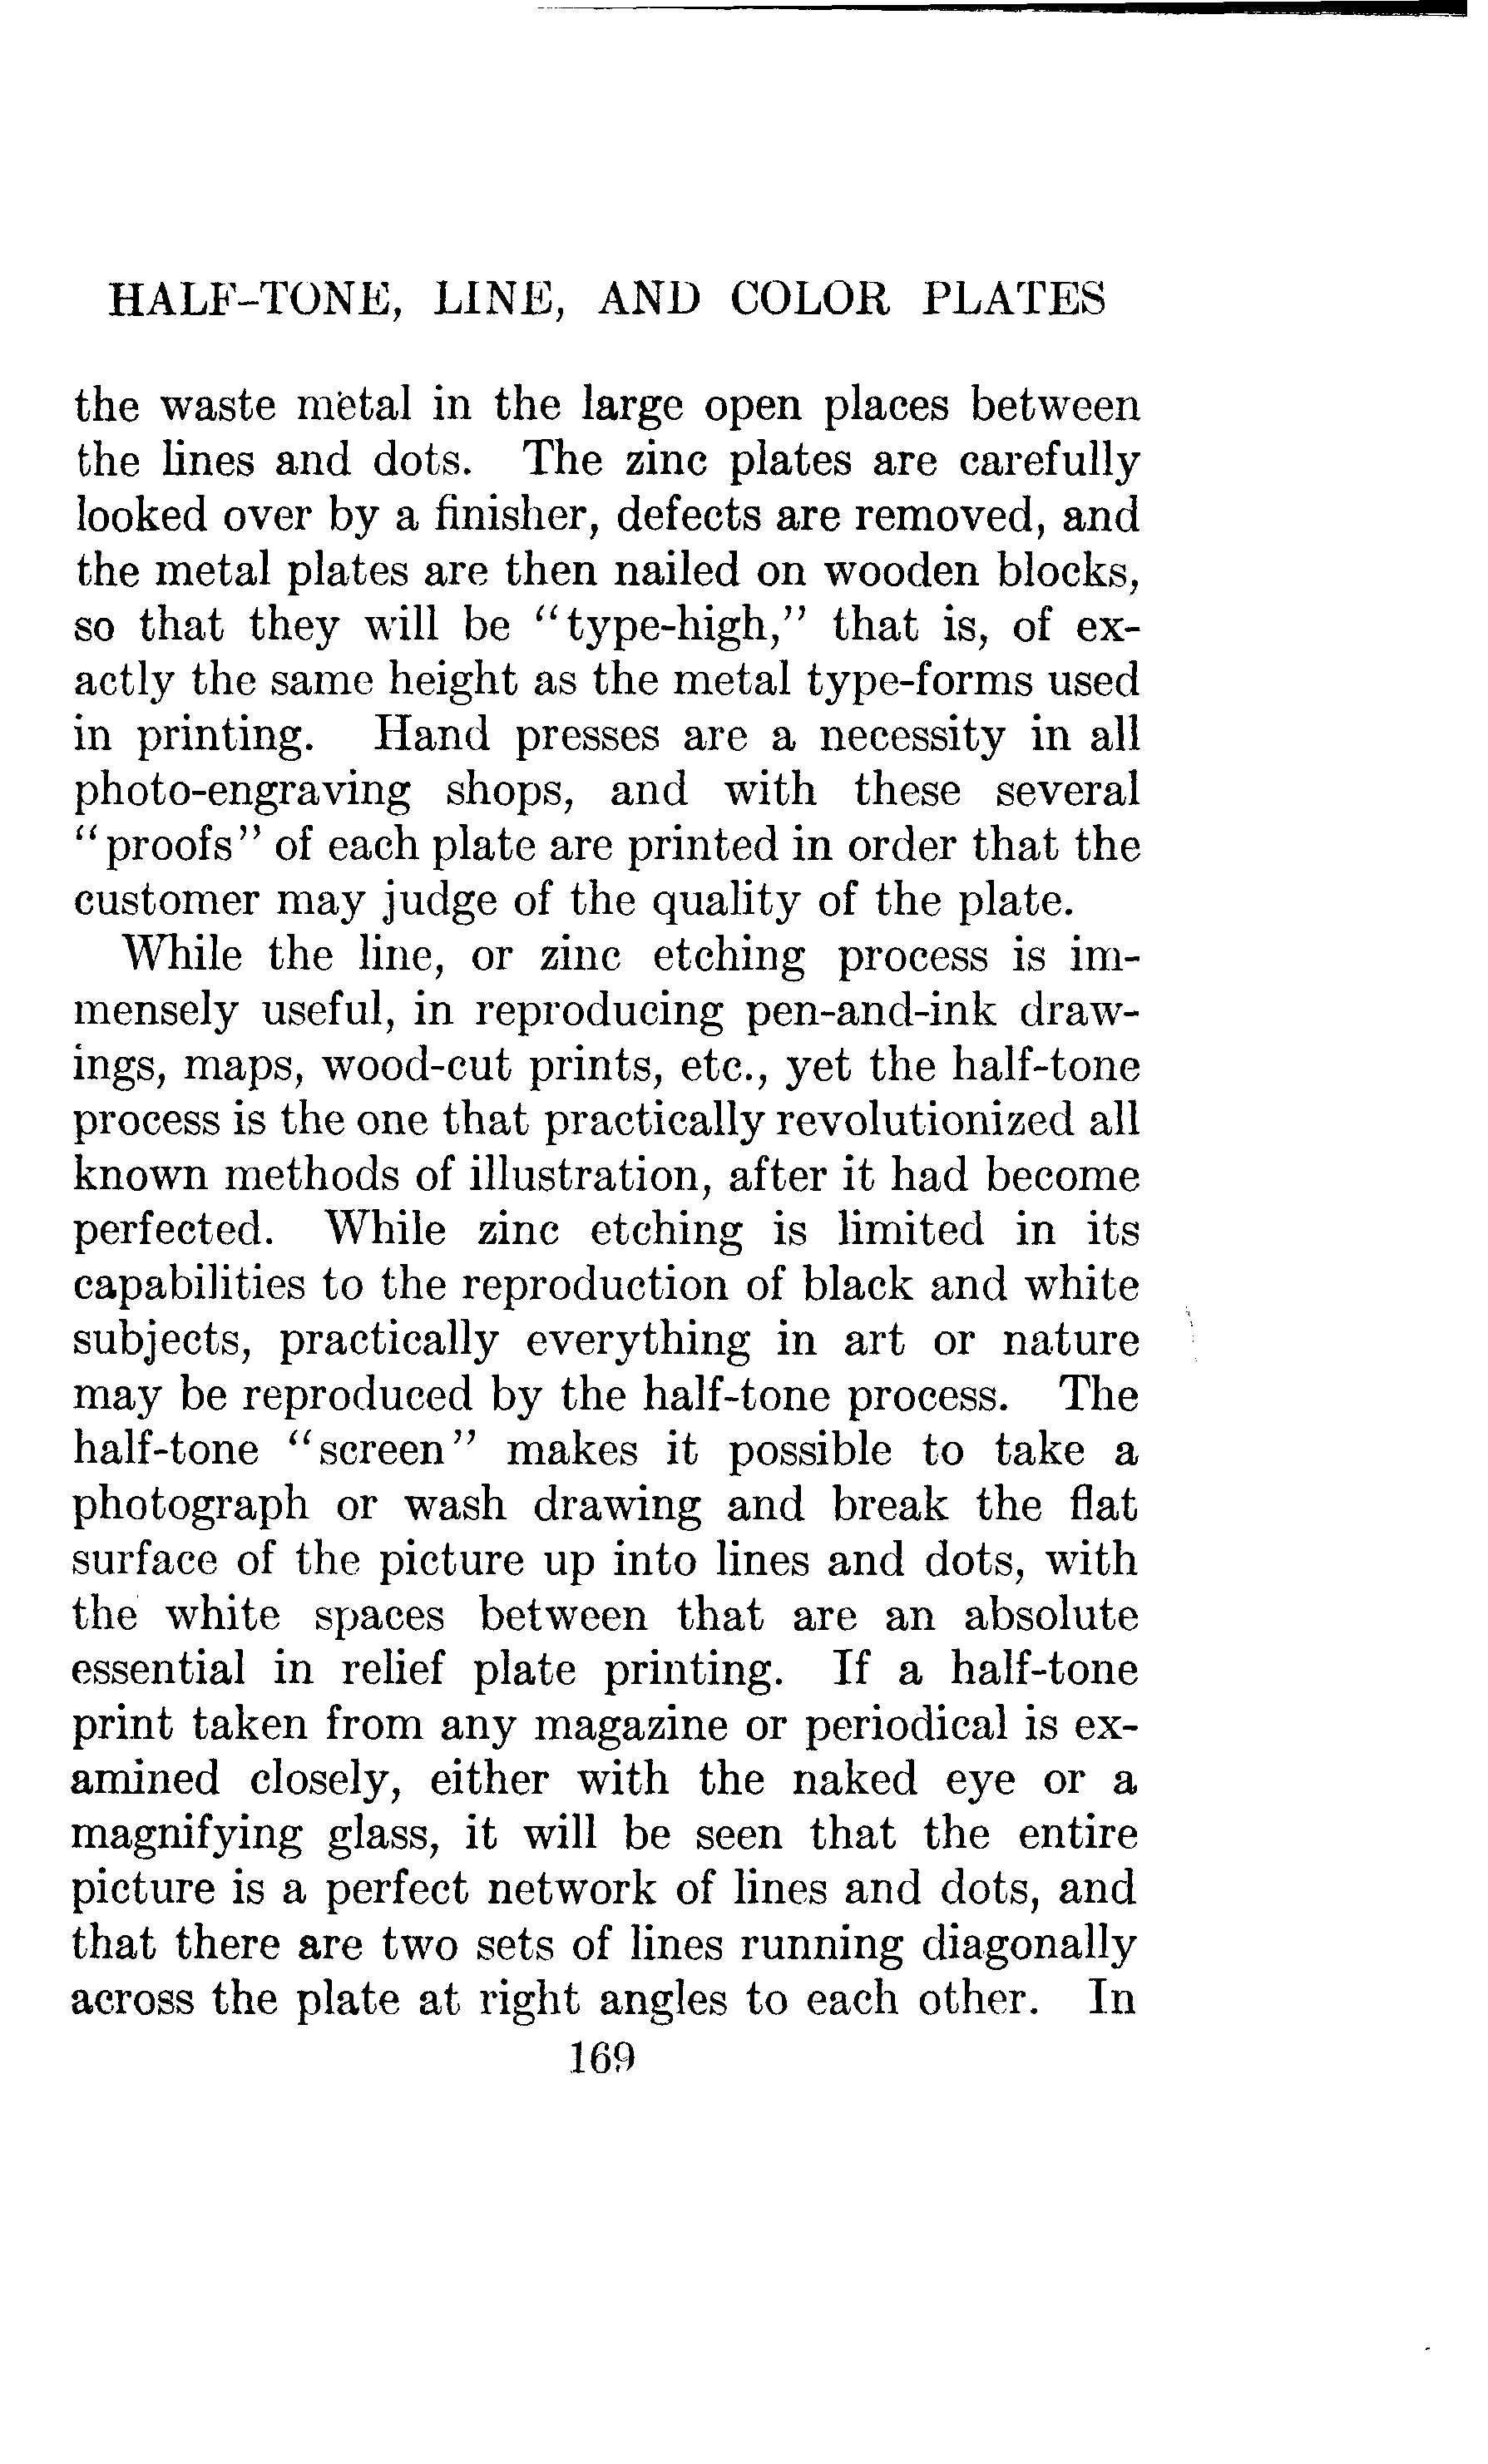 HALF-TONE, LINE, AND COLOR PLATES
the waste metal in the large open places between
the lines and dots. The zinc plates are carefully
looked over by a finisher, defects are removed, and
the metal plates are then nailed on wooden blocks,
so that they will be "type-high," that is, of ex-
actly the same height as the metal type-forms used
in printing. Hand presses are a necessity in all
photo-engraving shops, and with these several
"proofs" of each plate are printed in order that the
customer may judge of the quality of the plate.
While the line, or zinc etching process is im-
mensely useful, in reproducing pen-and-ink draw-
ings, maps, wood-cut prints, etc., yet the half-tone
process is the one that practically revolutionized all
known methods of illustration, after it had become
perfected. While zinc etching is limited in its
capabilities to the reproduction of black and white
subjects, practically everything in art or nature
may be reproduced by the half-tone process. The
half-tone "screen" makes it possible to take a
photograph or wash drawing and break the flat
surface of the picture up into lines and dots, with
the white spaces between that are an absolute
essential in relief plate printing. If a half-tone
print taken from any magazine or periodical is ex-
amined closely, either with the naked eye or a
magnifying glass, it will be seen that the entire
picture is a perfect network of lines and dots, and
that there are two sets of lines running diagonally
across the plate at right angles to each other. In
169